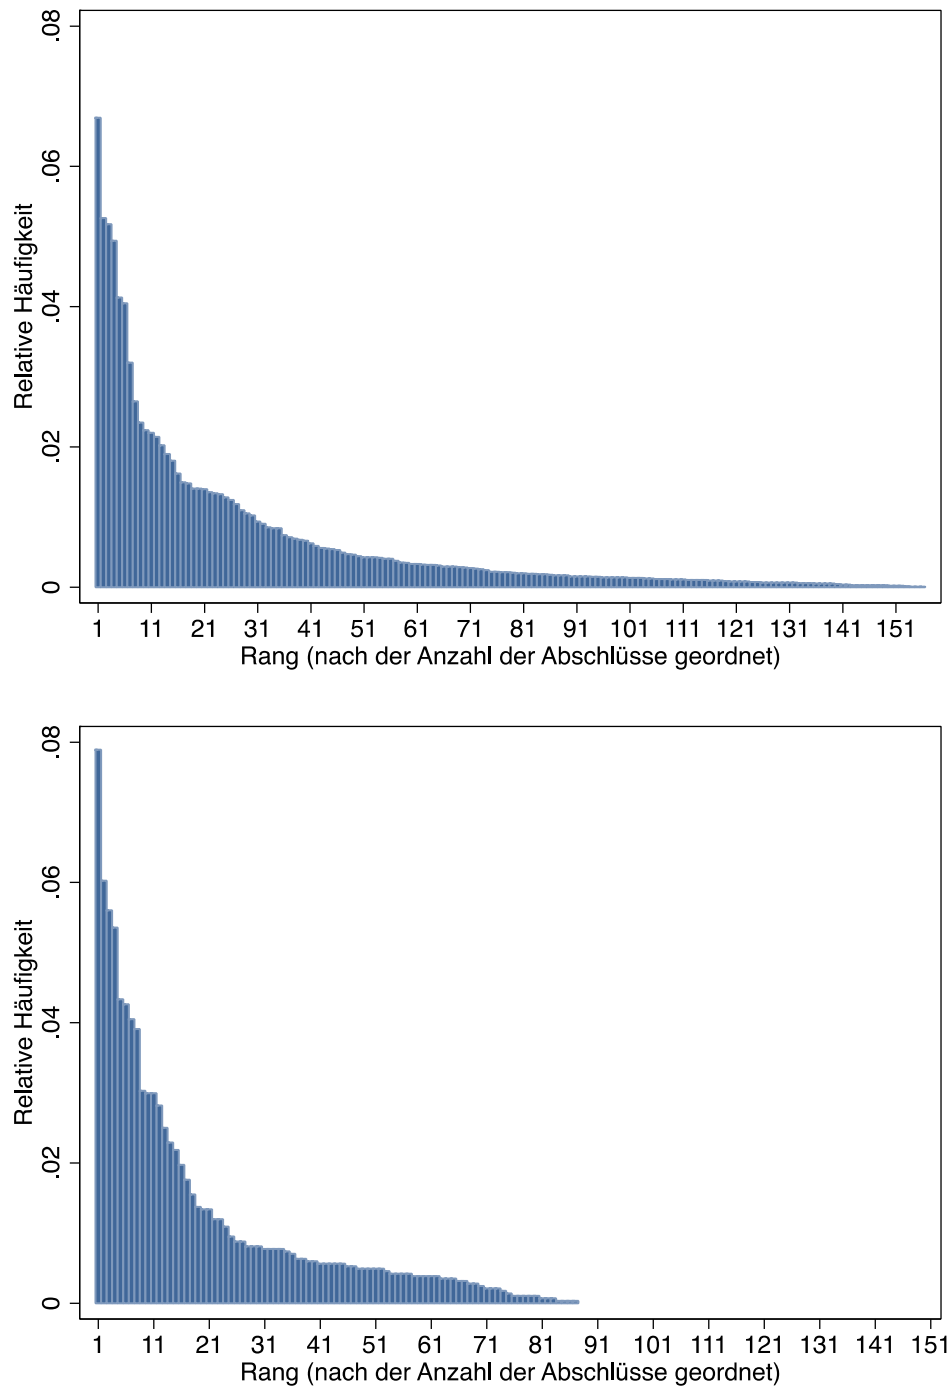 .08
.06
.04
.02
0
Relative Häufigkeit
1 11 21 31 41 51 61 71 81 91 101 111 121 131 141 151
Rang (nach der Anzahl der Abschlüsse geordnet)
.08
.06
.04
.02
0
Relative Häufigkeit
1 11 21 31 41 51 61 71 81 91 101 111 121 131 141 151
Rang (nach der Anzahl der Abschlüsse geordnet)